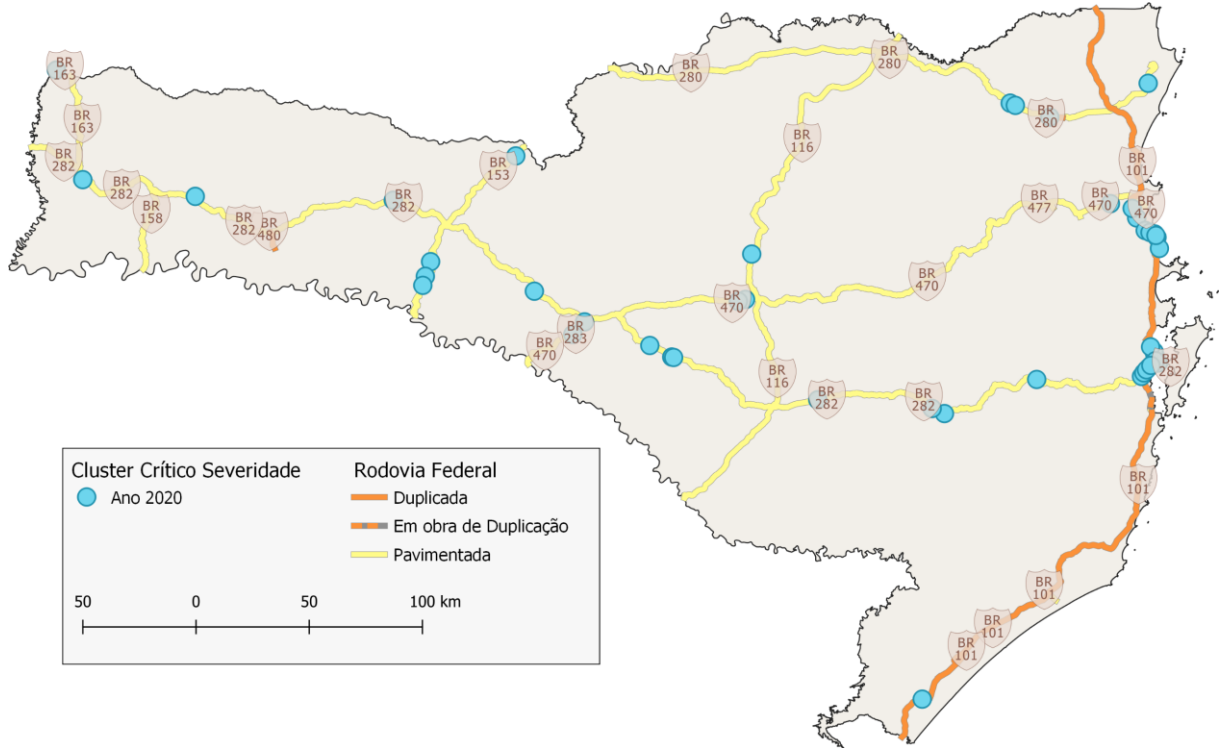 BR
163
BR
163
BR
282
BR
282
BR
158
BR
282
BR
480
BR
282
BR
153
BR
280
BR
280
BR
280
BR
116
BR
101
BR
477
BR
470
BR
470
BR
470
BR
470
BR
283
BR
470
BR
116
BR
282
BR
282
BR
282
BR
101
BR
101
BR
101
BR
101
Cluster Crítico Severidade
Ano 2020
Rodovia Federal
Duplicada
Em obra de Duplicação
Pavimentada
50
0
50
100 km